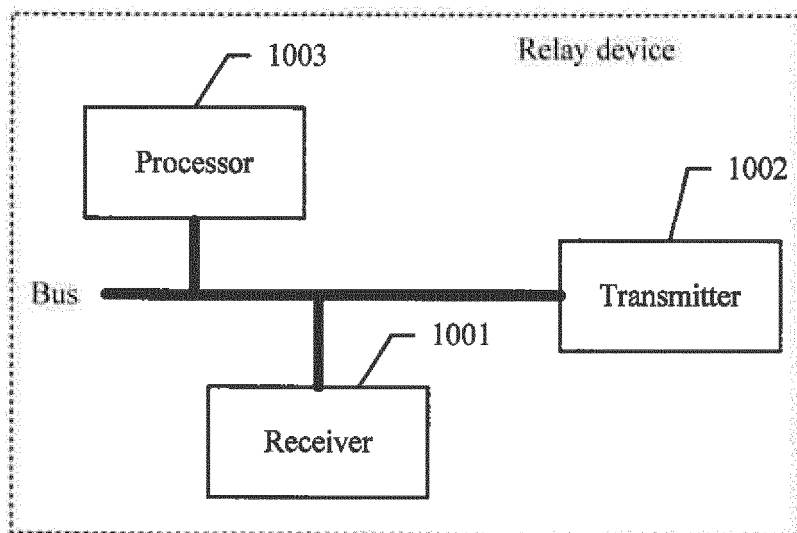 Relay device
1003
Processor
1002
Bus
Transmitter
1001
Receiver